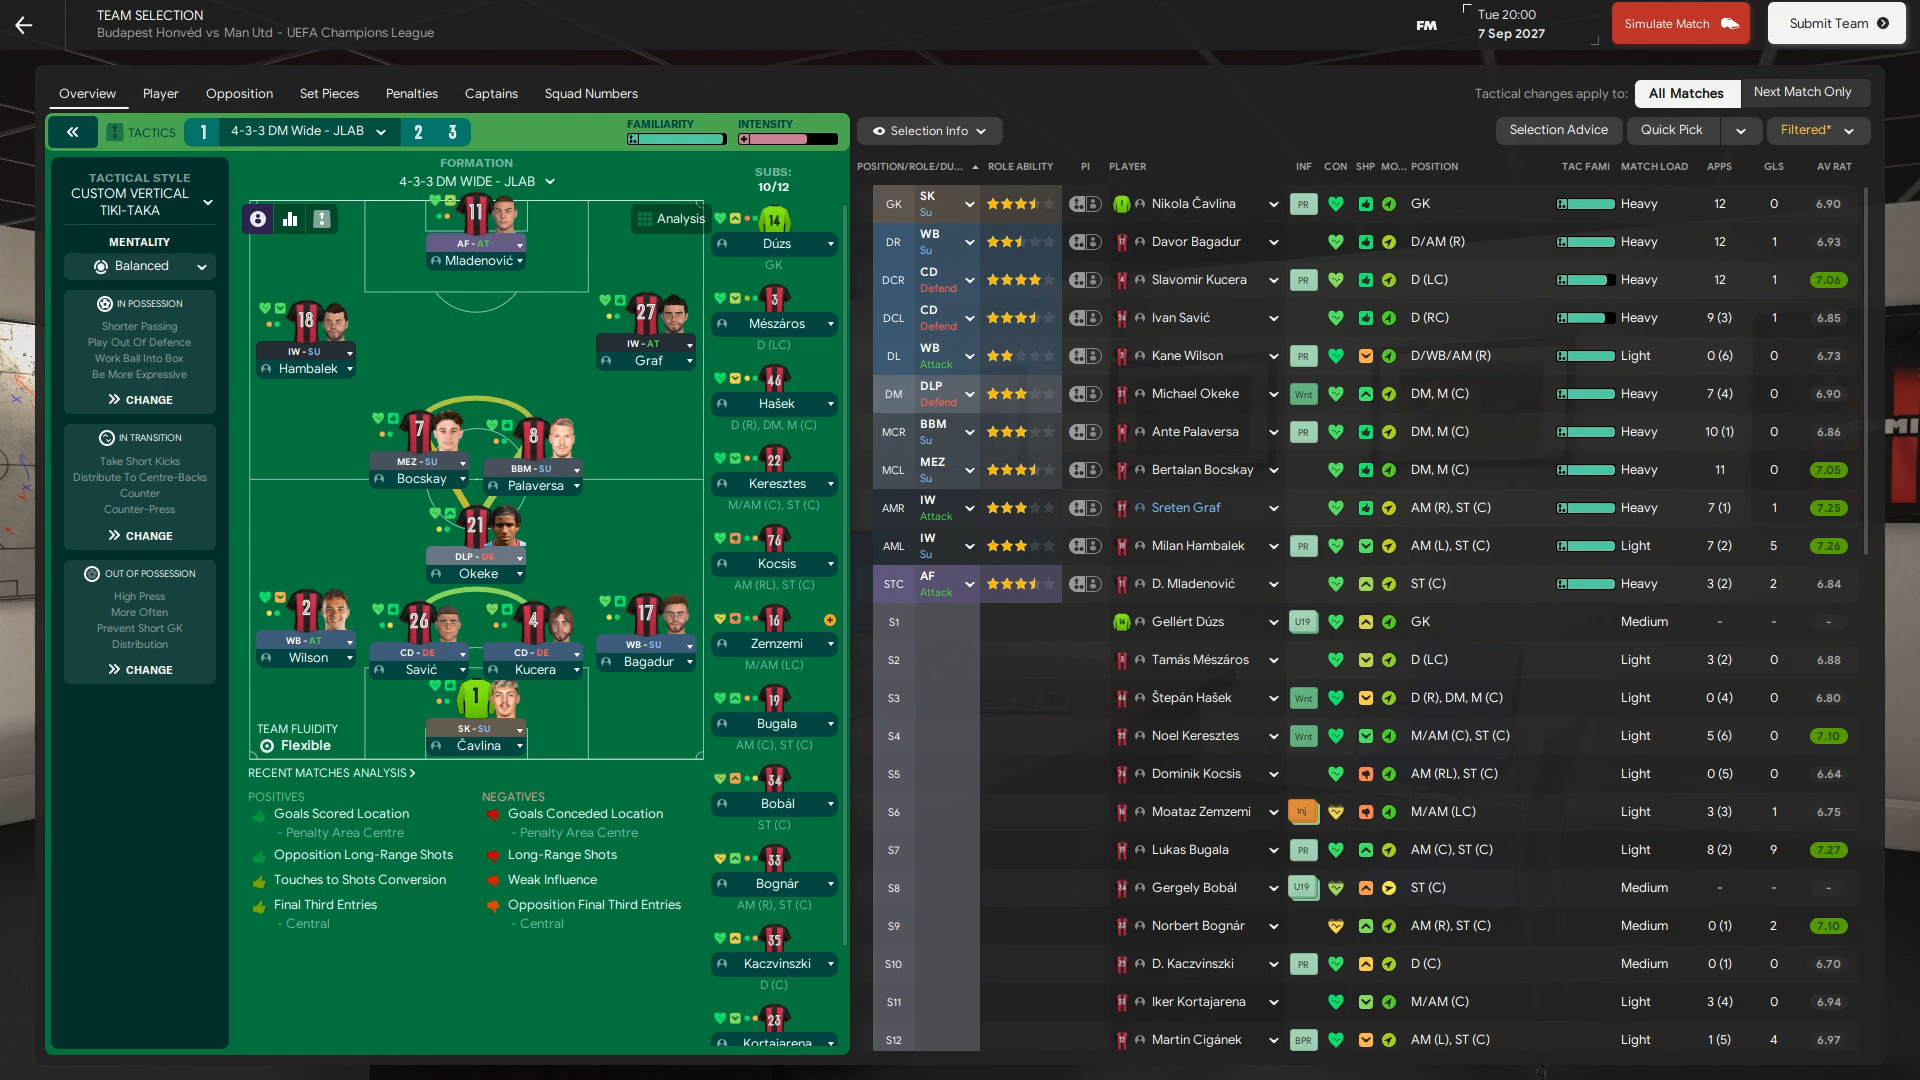 TEAM SELECTION
Budapest Honvéd vs Man Utd - UEFA Champions League
FM
Tue 20:00
7 Sep 2027
Simulate Match
Submit Team
Overview
Player
Opposition
Set Pieces
Penalties
Captains
Squad Numbers
Tactical changes apply to:
All Matches
Next Match Only
TACTICS
1
4-3-3 DM Wide - JLAB
2
3
FAMILIARITY
INTENSITY
Selection Info
Selection Advice
Quick Pick
Filtered*
TACTICAL STYLE
CUSTOM VERTICAL
TIKI-TAKA
MENTALITY
Balanced
IN POSSESSION
Shorter Passing
Play Out Of Defence
Work Ball Into Box
Be More Expressive
CHANGE
IN TRANSITION
Take Short Kicks
Distribute To Centre-Backs
Counter
Counter-Press
CHANGE
OUT OF POSSESSION
High Press
More Often
Prevent Short GK
Distribution
CHANGE
FORMATION
4-3-3 DM WIDE - JLAB
Analysis
11
AF - AT
Mladenović
18
IW - SU
Hambalek
27
IW - AT
Graf
7
MEZ - SU
Bocskay
8
BBM - SU
Palaversa
21
DLP - DE
Okeke
2
WB - AT
Wilson
26
CD - DE
Savić
4
CD - DE
Kucera
17
WB - SU
Bagadur
1
SK - SU
Čavlina
TEAM FLUIDITY
Flexible
RECENT MATCHES ANALYSIS
POSITIVES
Goals Scored Location
- Penalty Area Centre
Opposition Long-Range Shots
Touches to Shots Conversion
Final Third Entries
- Central
NEGATIVES
Goals Conceded Location
- Penalty Area Centre
Long-Range Shots
Weak Influence
Opposition Final Third Entries
- Central
SUBS:
10/12
14
Dúzs
GK
3
Mészáros
D (LC)
46
Hašek
D (R), DM, M (C)
22
Keresztes
M/AM (C), ST (C)
76
Kocsis
AM (RL), ST (C)
16
Zemzemi
M/AM (LC)
19
Bugala
AM (C), ST (C)
34
Bobál
ST (C)
33
Bognár
AM (R), ST (C)
35
Kaczvinszki
D (C)
23
Kortajarena
POSITION/ROLE/DU... ROLE ABILITY PI PLAYER INF CON SHP MO... POSITION TAC FAMI MATCH LOAD APPS GLS AV RAT
GK SK Su Nikola Čavlina PR GK Heavy 12 0 6.90
DR WB Su Davor Bagadur D/AM (R) Heavy 12 1 6.93
DCR CD Defend Slavomir Kucera PR D (LC) Heavy 12 1 7.06
DCL CD Defend Ivan Savić D (RC) Heavy 9 (3) 1 6.85
DL WB Attack Kane Wilson PR D/WB/AM (R) Light 0 (6) 0 6.73
DM DLP Defend Michael Okeke Wnt DM, M (C) Heavy 7 (4) 0 6.90
MCR BBM Su Ante Palaversa PR DM, M (C) Heavy 10 (1) 0 6.86
MCL MEZ Su Bertalan Bocskay DM, M (C) Heavy 11 0 7.05
AMR IW Attack Sreten Graf AM (R), ST (C) Heavy 7 (1) 1 7.25
AML IW Su Milan Hambalek PR AM (L), ST (C) Light 7 (2) 5 7.26
STC AF Attack D. Mladenović ST (C) Heavy 3 (2) 2 6.84
S1 Gellért Dúzs U19 GK Medium - - -
S2 Tamás Mészáros D (LC) Light 3 (2) 0 6.88
S3 Štepán Hašek Wnt D (R), DM, M (C) Light 0 (4) 0 6.80
S4 Noel Keresztes Wnt M/AM (C), ST (C) Light 5 (6) 0 7.10
S5 Dominik Kocsis AM (RL), ST (C) Light 0 (5) 0 6.64
S6 Moataz Zemzemi Inj M/AM (LC) Light 3 (3) 1 6.75
S7 Lukas Bugala PR AM (C), ST (C) Light 8 (2) 9 7.27
S8 Gergely Bobál U19 ST (C) Medium - - -
S9 Norbert Bognár AM (R), ST (C) Medium 0 (1) 2 7.10
S10 D. Kaczvinszki PR D (C) Medium 0 (1) 0 6.70
S11 Iker Kortajarena M/AM (C) Light 3 (4) 0 6.94
S12 Martin Cigánek BPR AM (L), ST (C) Light 1 (5) 4 6.97